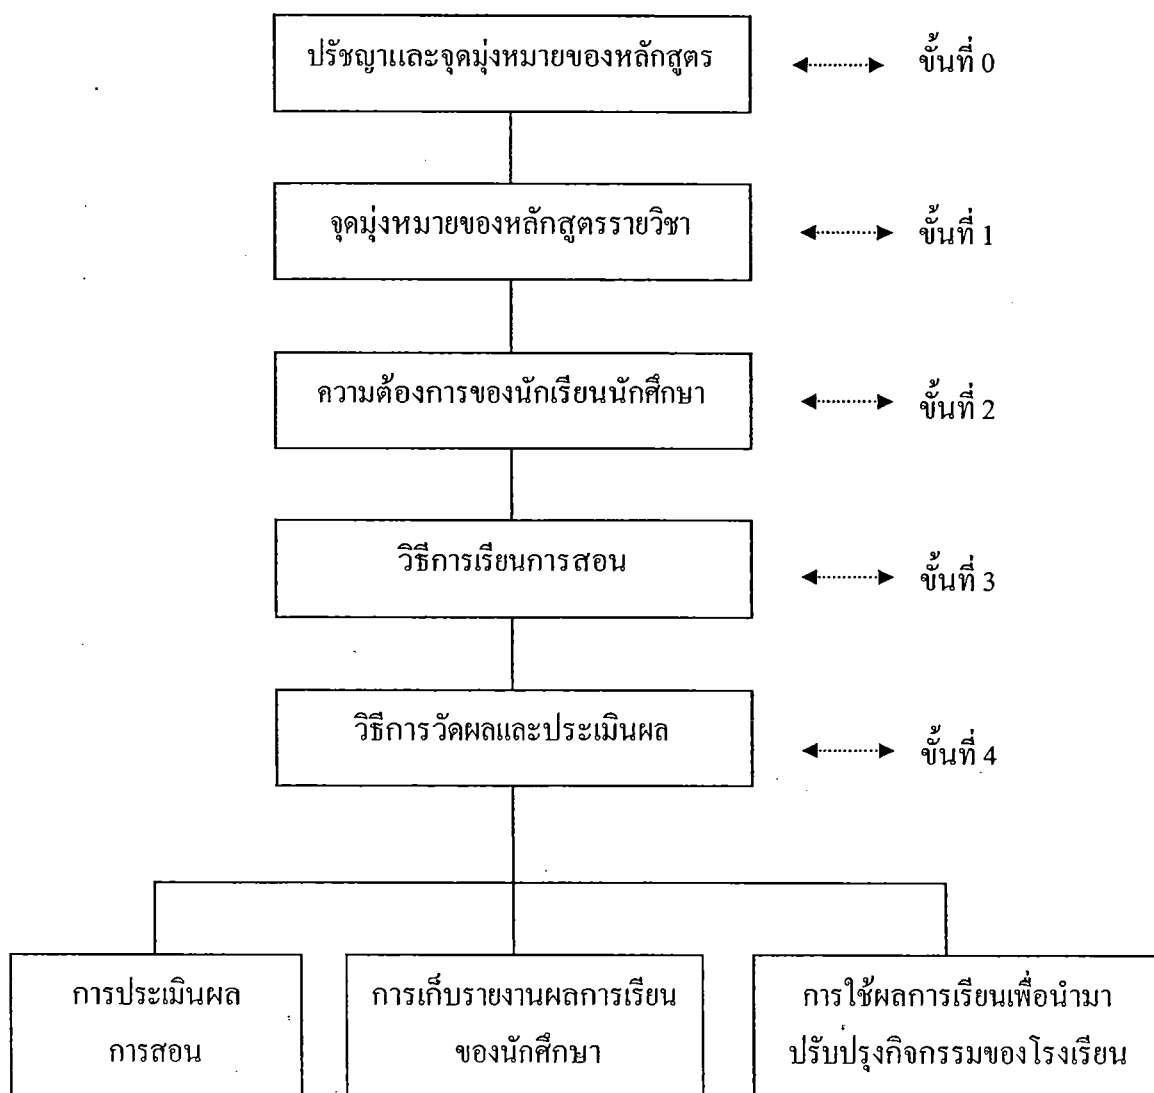 ปรัชญาและจุดมุ่งหมายของหลักสูตร
ขั้นที่ 0
จุดมุ่งหมายของหลักสูตรรายวิชา
ขั้นที่ 1
ความต้องการของนักเรียนนักศึกษา
ขั้นที่ 2
วิธีการเรียนการสอน
ขั้นที่ 3
วิธีการวัดผลและประเมินผล
ขั้นที่ 4
การประเมินผล
การสอน
การเก็บรายงานผลการเรียน
ของนักศึกษา
การใช้ผลการเรียนเพื่อนำมา
ปรับปรุงกิจกรรมของโรงเรียน